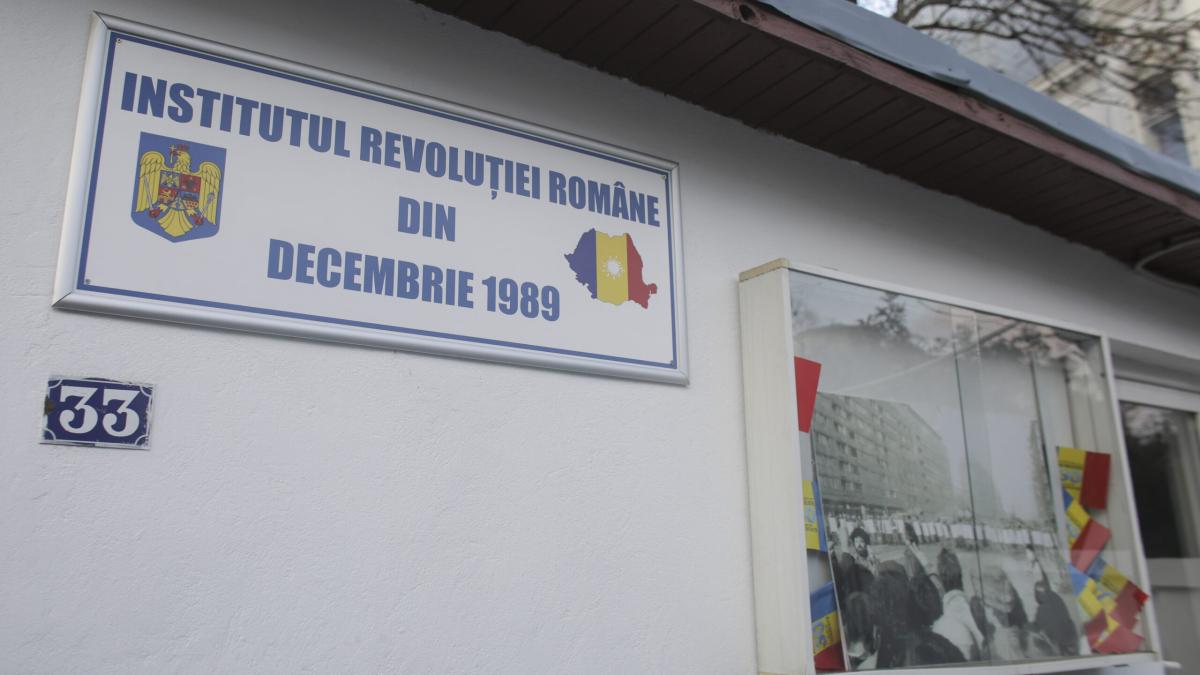 INSTITUTUL REVOLUȚIEI ROMÂNE
DIN
DECEMBRIE 1989
33